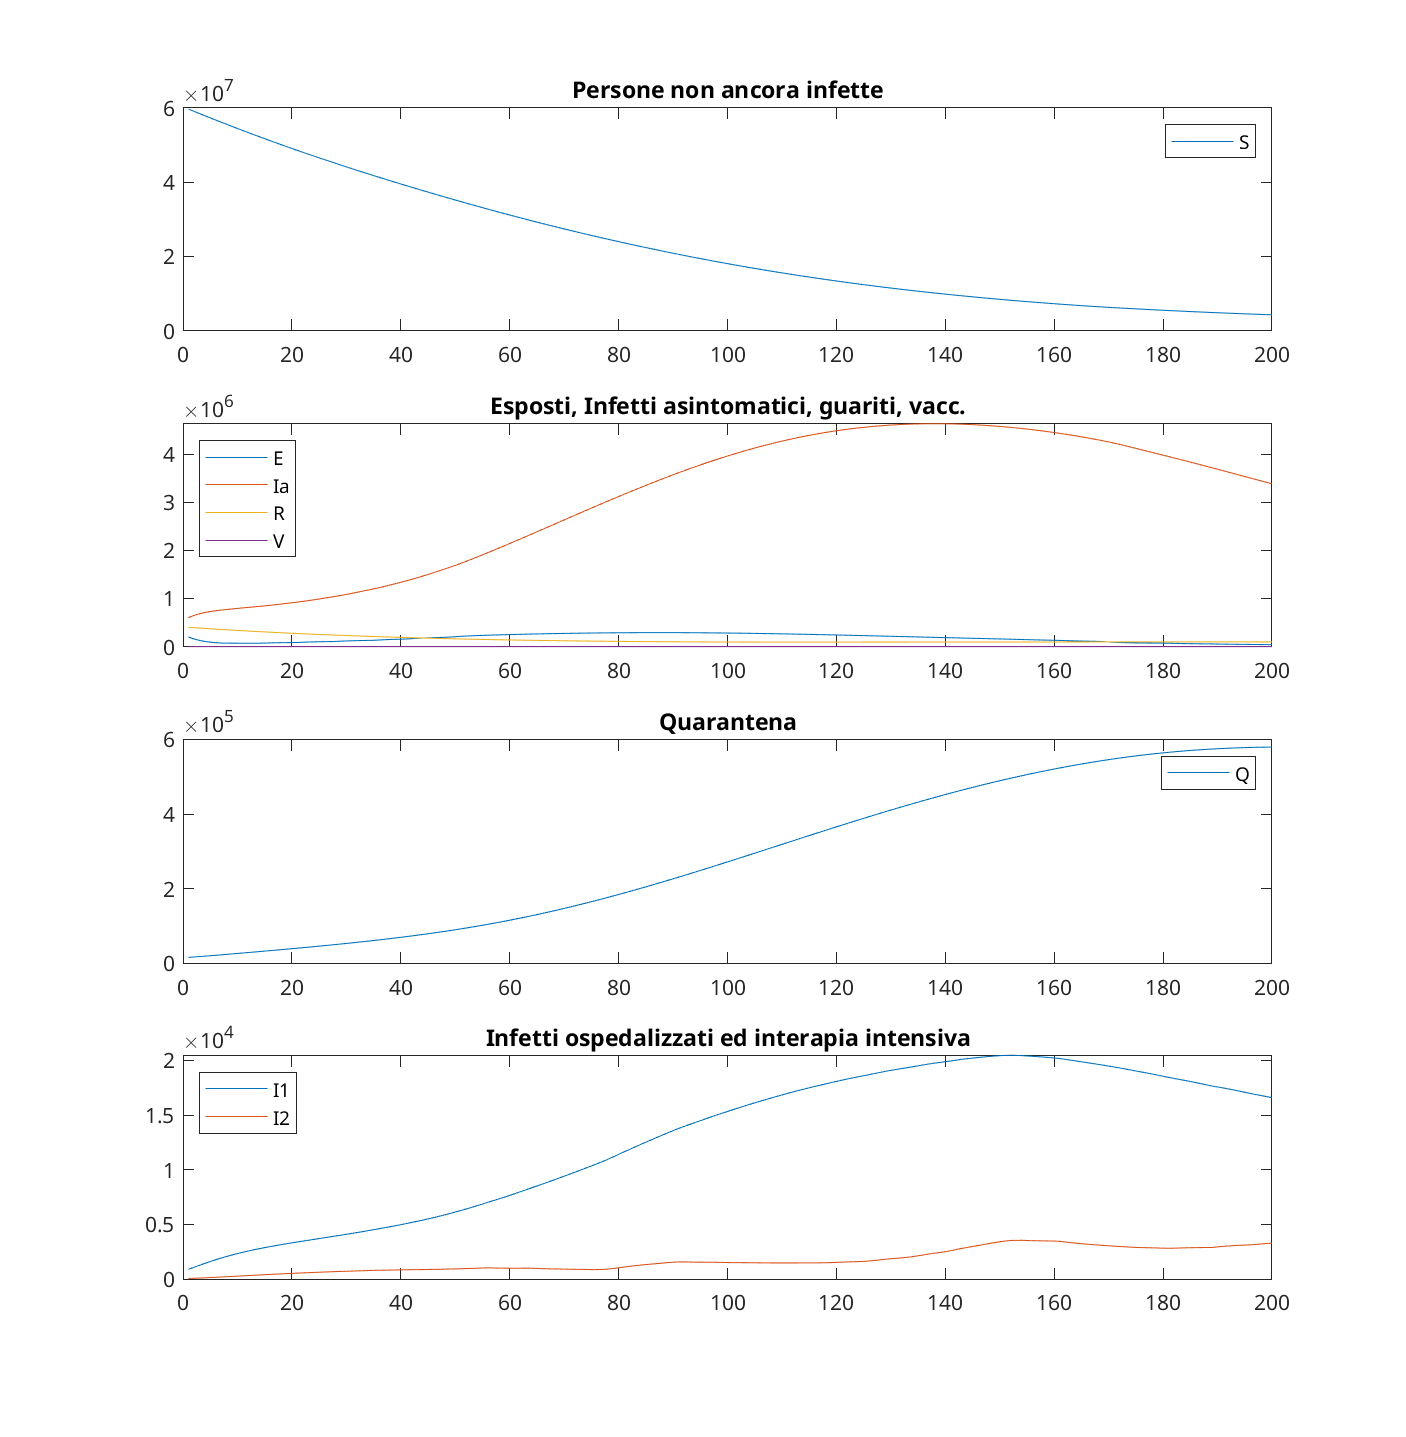 Persone non ancora infette
×10^7
6
4
2
0
S
0 20 40 60 80 100 120 140 160 180 200
Esposti, Infetti asintomatici, guariti, vacc.
×10^6
4
3
2
1
0
E
Ia
R
V
0 20 40 60 80 100 120 140 160 180 200
Quarantena
×10^5
6
4
2
0
Q
0 20 40 60 80 100 120 140 160 180 200
Infetti ospedalizzati ed interapia intensiva
×10^4
2
1.5
1
0.5
0
I1
I2
0 20 40 60 80 100 120 140 160 180 200